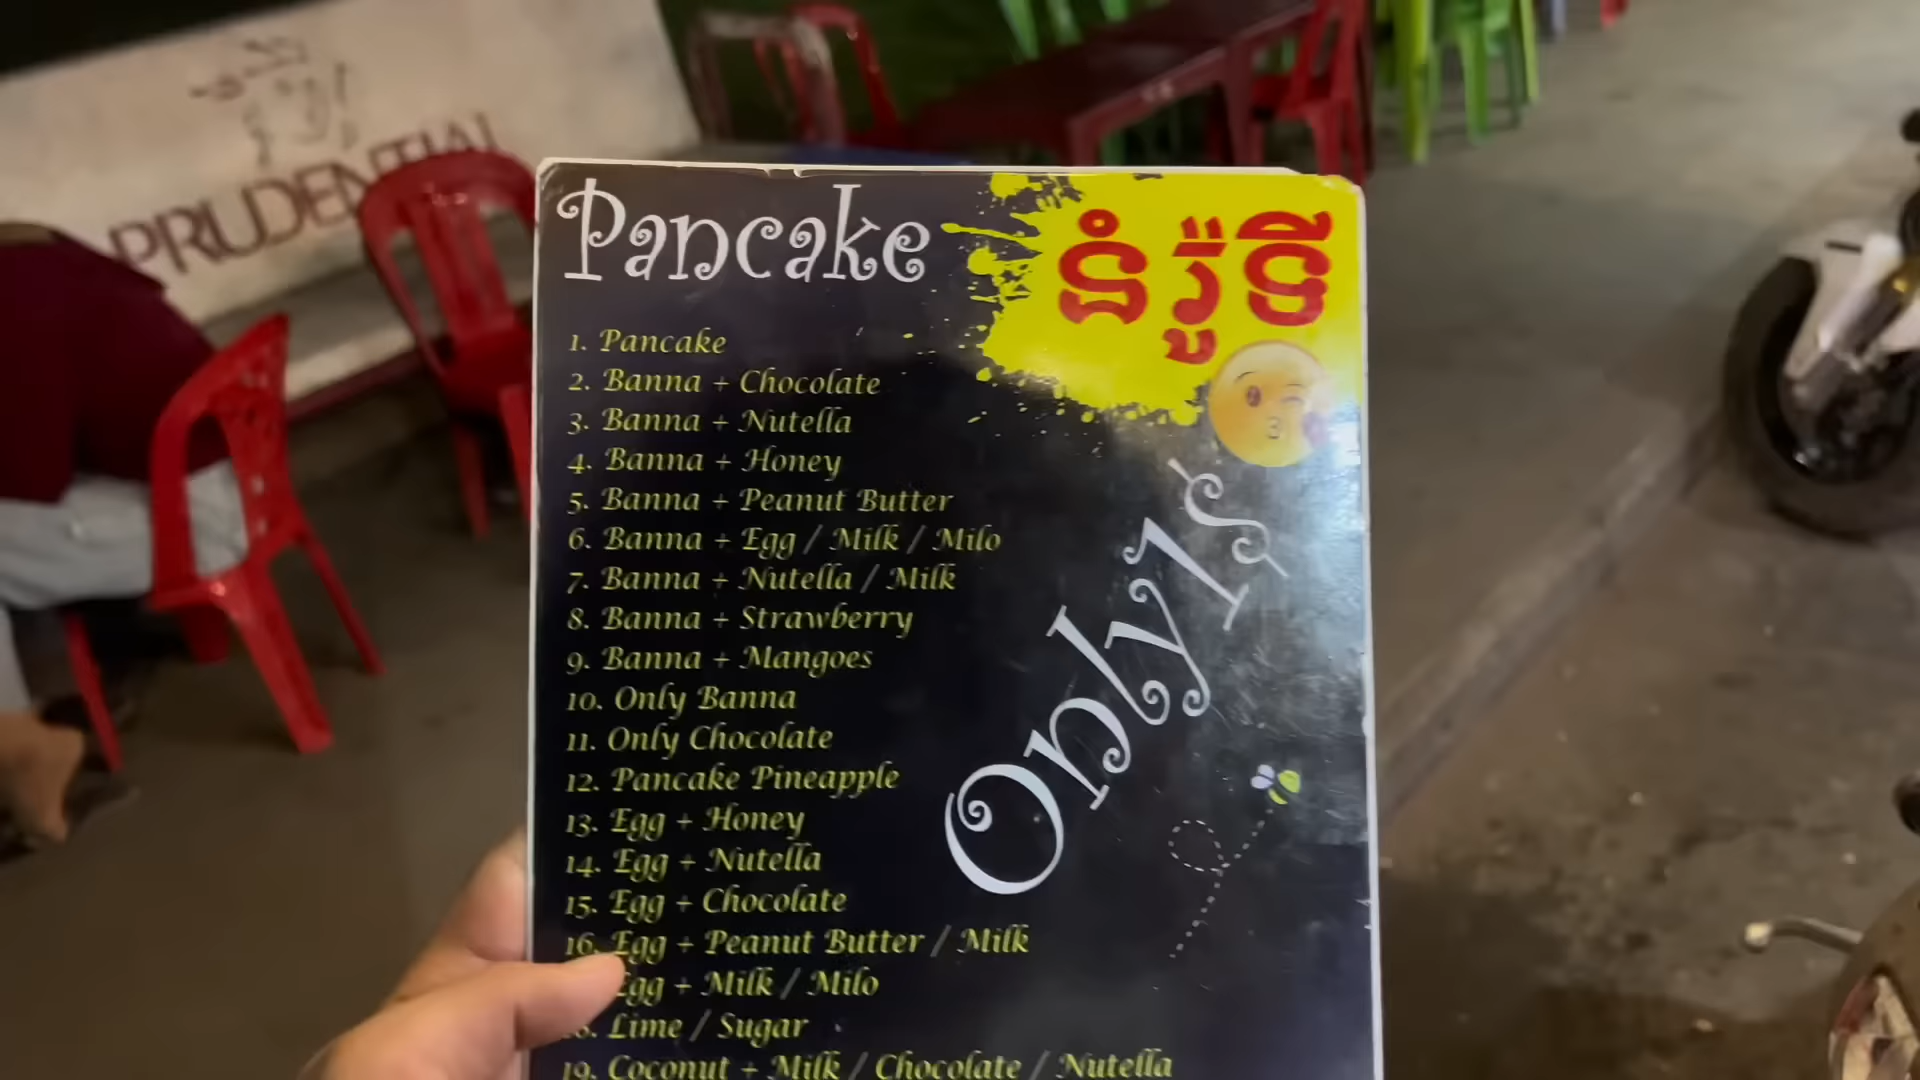 PRUDENTIAL
Pancake
នំរ៉ូទី
1. Pancake
2. Banna + Chocolate
3. Banna + Nutella
4. Banna + Honey
5. Banna + Peanut Butter
6. Banna + Egg / Milk / Milo
7. Banna + Nutella / Milk
8. Banna + Strawberry
9. Banna + Mangoes
10. Only Banna
11. Only Chocolate
12. Pancake Pineapple
13. Egg + Honey
14. Egg + Nutella
15. Egg + Chocolate
16. Egg + Peanut Butter / Milk
Egg + Milk / Milo
18. Lime / Sugar
19. Coconut + Milk / Chocolate / Nutella
Only1$